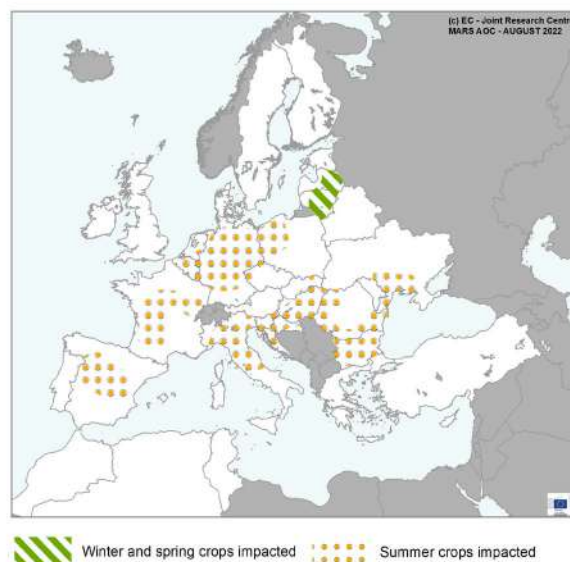 (c) EC - Joint Research Centre
MARS AOC - AUGUST 2022
Winter and spring crops impacted
Summer crops impacted